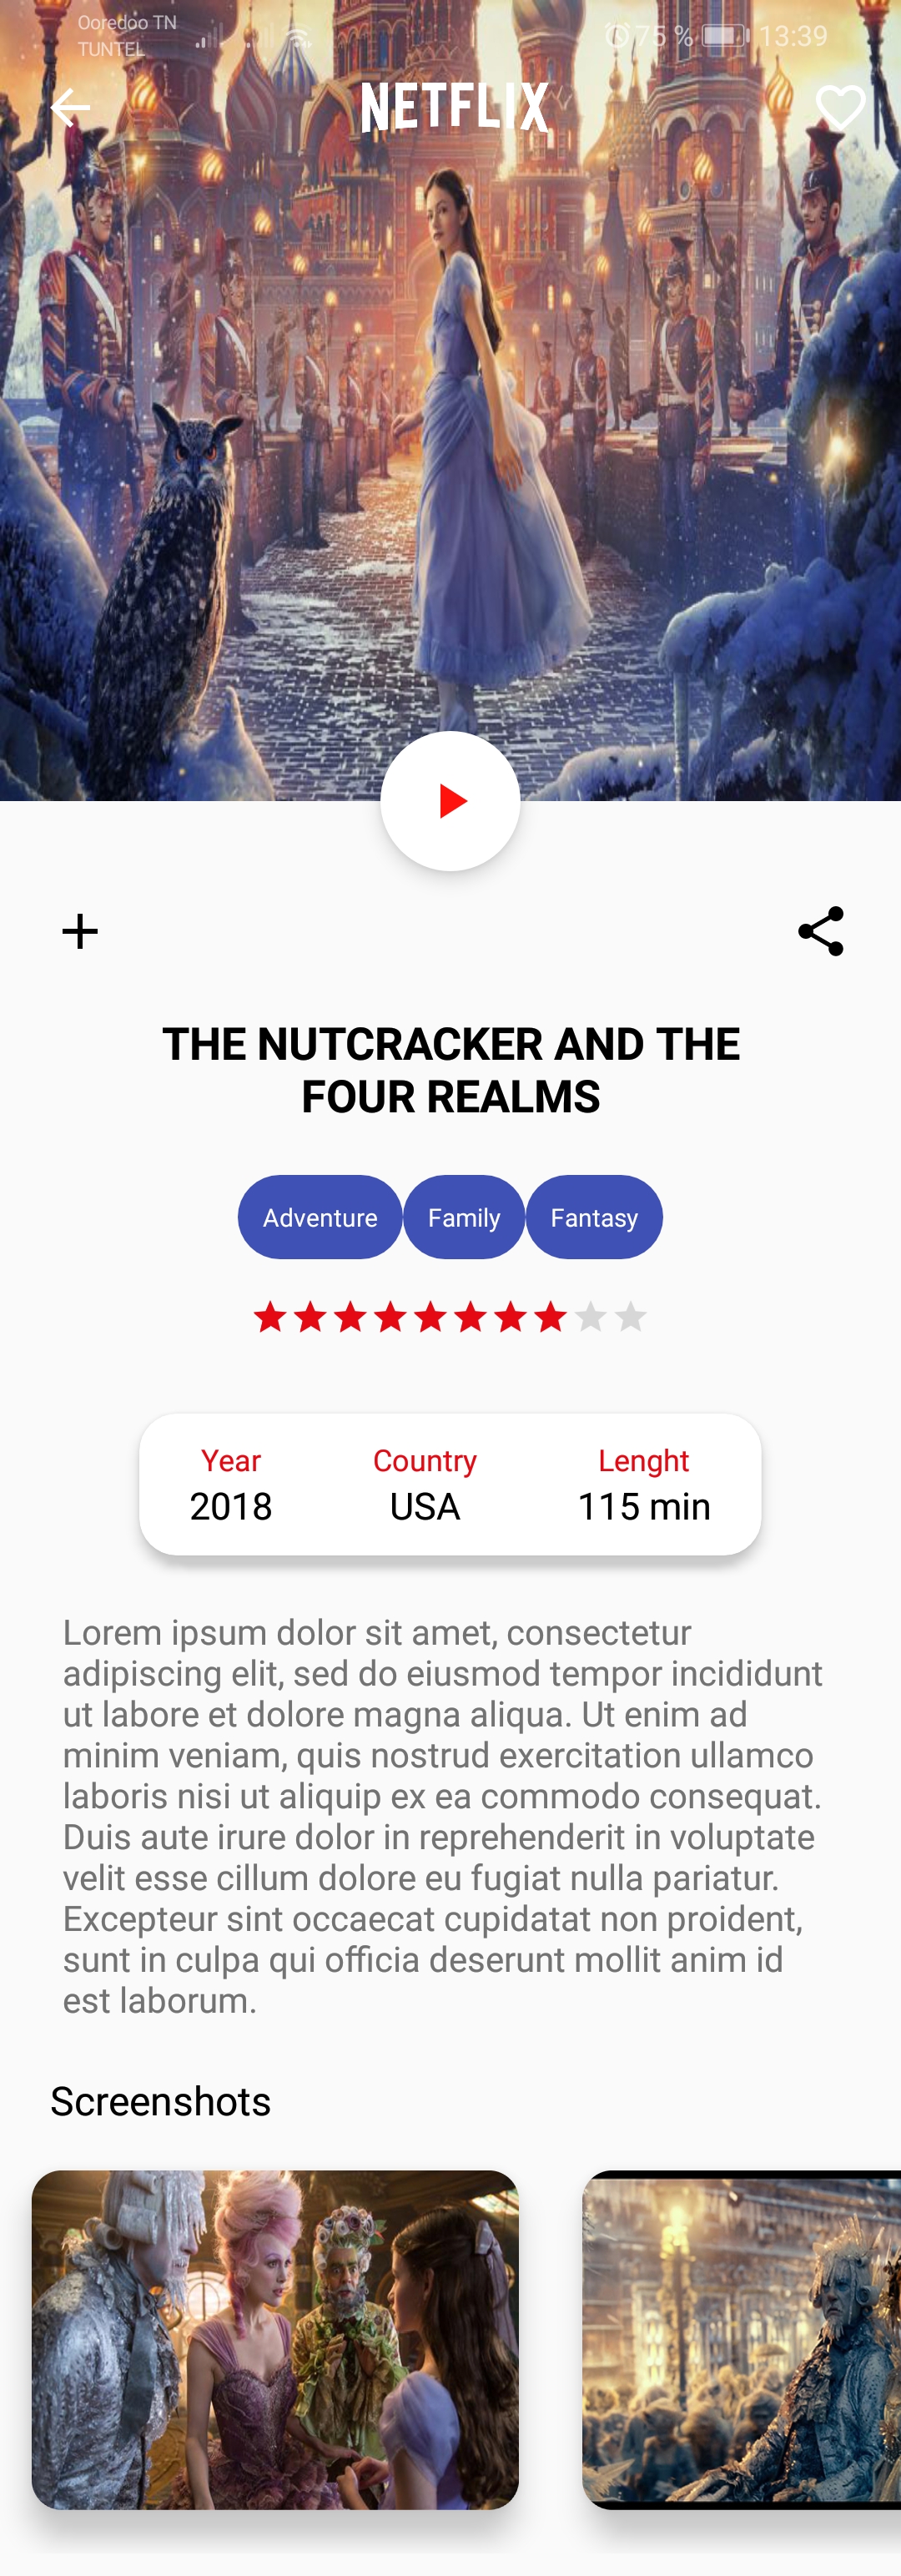 Ooredoo TN
TUNTEL
75 % 13:39
NETFLIX
THE NUTCRACKER AND THE
FOUR REALMS
Adventure Family Fantasy
Year Country Lenght
2018 USA 115 min
Lorem ipsum dolor sit amet, consectetur
adipiscing elit, sed do eiusmod tempor incididunt
ut labore et dolore magna aliqua. Ut enim ad
minim veniam, quis nostrud exercitation ullamco
laboris nisi ut aliquip ex ea commodo consequat.
Duis aute irure dolor in reprehenderit in voluptate
velit esse cillum dolore eu fugiat nulla pariatur.
Excepteur sint occaecat cupidatat non proident,
sunt in culpa qui officia deserunt mollit anim id
est laborum.
Screenshots